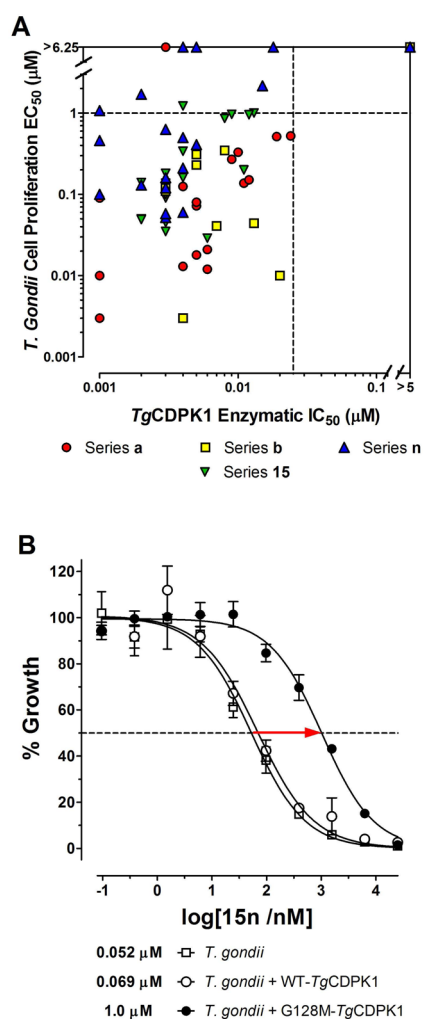 A
T. Gondii Cell Proliferation EC50 (μM)
>6.25
1
0.1
0.01
0.001
0.001
0.01
0.1
>5
TgCDPK1 Enzymatic IC50 (μM)
Series a
Series b
Series n
Series 15
B
% Growth
120
100
80
60
40
20
0
-1
0
1
2
3
4
log[15n /nM]
0.052 μM T. gondii
0.069 μM T. gondii + WT-TgCDPK1
1.0 μM T. gondii + G128M-TgCDPK1